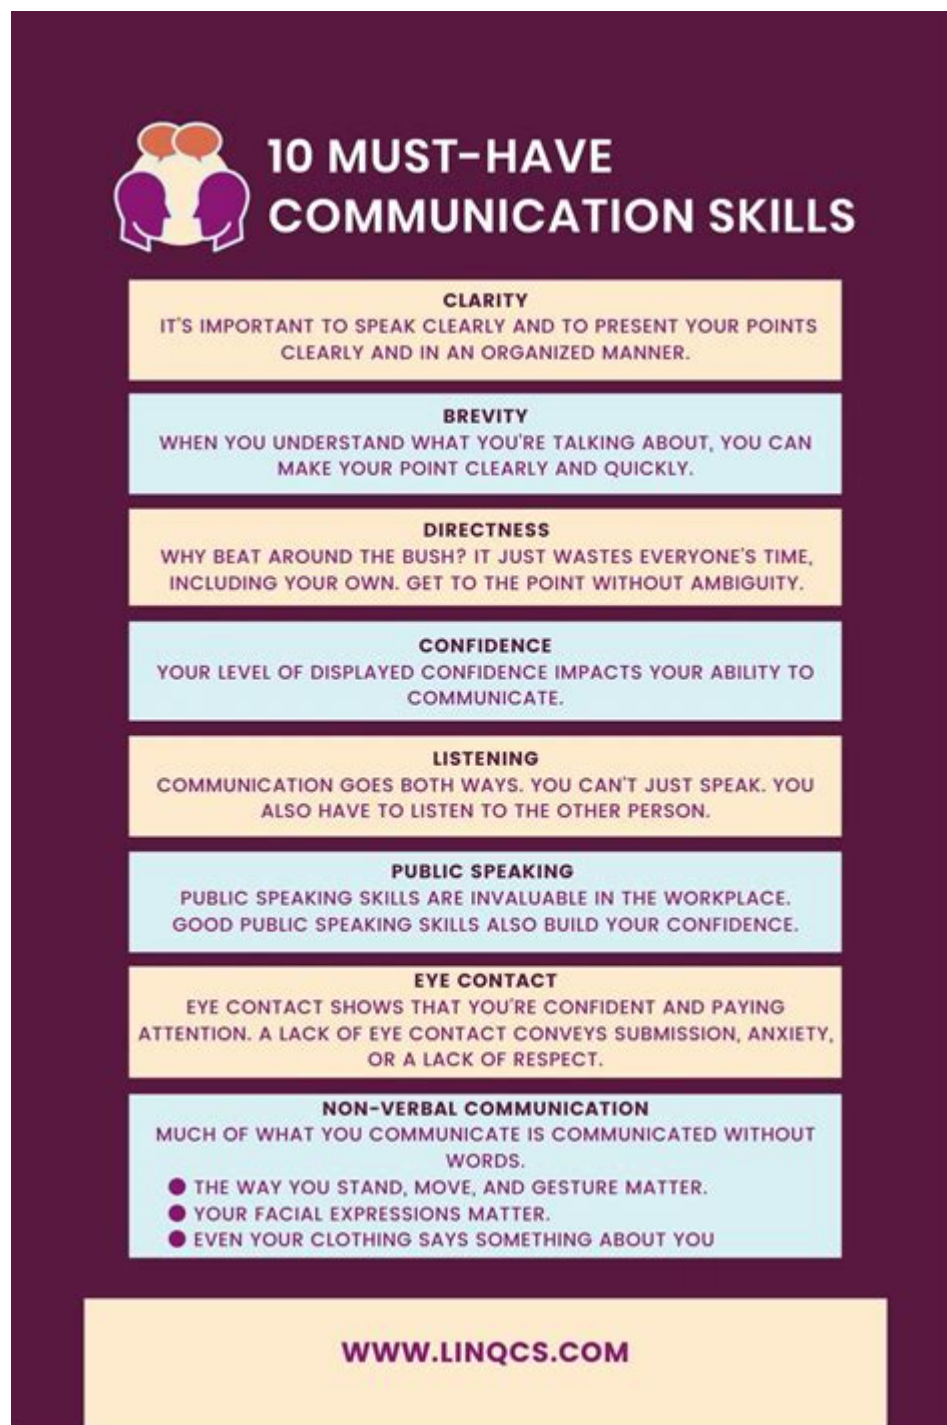 10 MUST-HAVE
COMMUNICATION SKILLS
CLARITY
IT'S IMPORTANT TO SPEAK CLEARLY AND TO PRESENT YOUR POINTS
CLEARLY AND IN AN ORGANIZED MANNER.
BREVITY
WHEN YOU UNDERSTAND WHAT YOU'RE TALKING ABOUT, YOU CAN
MAKE YOUR POINT CLEARLY AND QUICKLY.
DIRECTNESS
WHY BEAT AROUND THE BUSH? IT JUST WASTES EVERYONE'S TIME,
INCLUDING YOUR OWN. GET TO THE POINT WITHOUT AMBIGUITY.
CONFIDENCE
YOUR LEVEL OF DISPLAYED CONFIDENCE IMPACTS YOUR ABILITY TO
COMMUNICATE.
LISTENING
COMMUNICATION GOES BOTH WAYS. YOU CAN'T JUST SPEAK. YOU
ALSO HAVE TO LISTEN TO THE OTHER PERSON.
PUBLIC SPEAKING
PUBLIC SPEAKING SKILLS ARE INVALUABLE IN THE WORKPLACE.
GOOD PUBLIC SPEAKING SKILLS ALSO BUILD YOUR CONFIDENCE.
EYE CONTACT
EYE CONTACT SHOWS THAT YOU'RE CONFIDENT AND PAYING
ATTENTION. A LACK OF EYE CONTACT CONVEYS SUBMISSION, ANXIETY,
OR A LACK OF RESPECT.
NON-VERBAL COMMUNICATION
MUCH OF WHAT YOU COMMUNICATE IS COMMUNICATED WITHOUT
WORDS.
● THE WAY YOU STAND, MOVE, AND GESTURE MATTER.
● YOUR FACIAL EXPRESSIONS MATTER.
● EVEN YOUR CLOTHING SAYS SOMETHING ABOUT YOU
WWW.LINQCS.COM